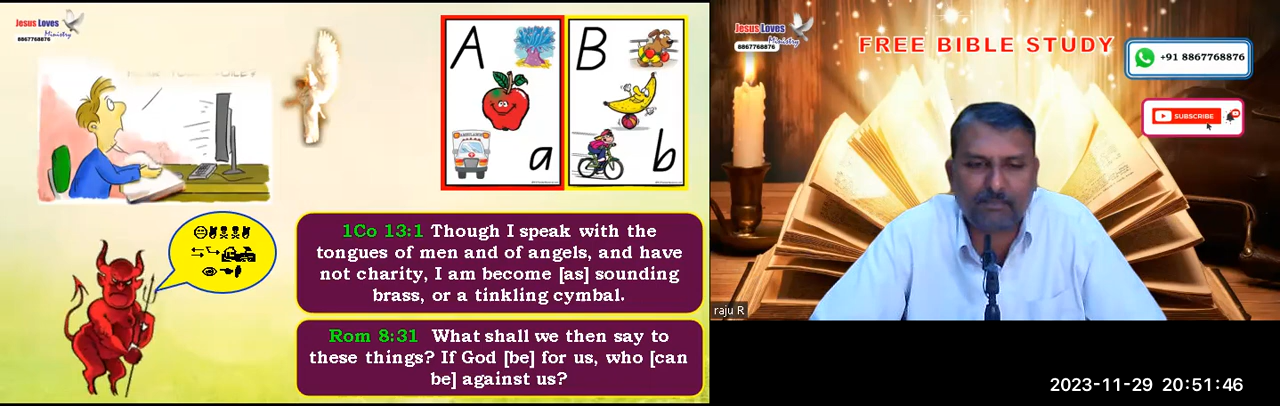 Jesus Loves
Ministry
8867768876
A
a
B
b
1Co 13:1 Though I speak with the
tongues of men and of angels, and have
not charity, I am become [as] sounding
brass, or a tinkling cymbal.
Rom 8:31 What shall we then say to
these things? If God [be] for us, who [can
be] against us?
Jesus Loves
Ministry
8867768876
FREE BIBLE STUDY
+91 8867768876
SUBSCRIBE
raju R
2023-11-29 20:51:46